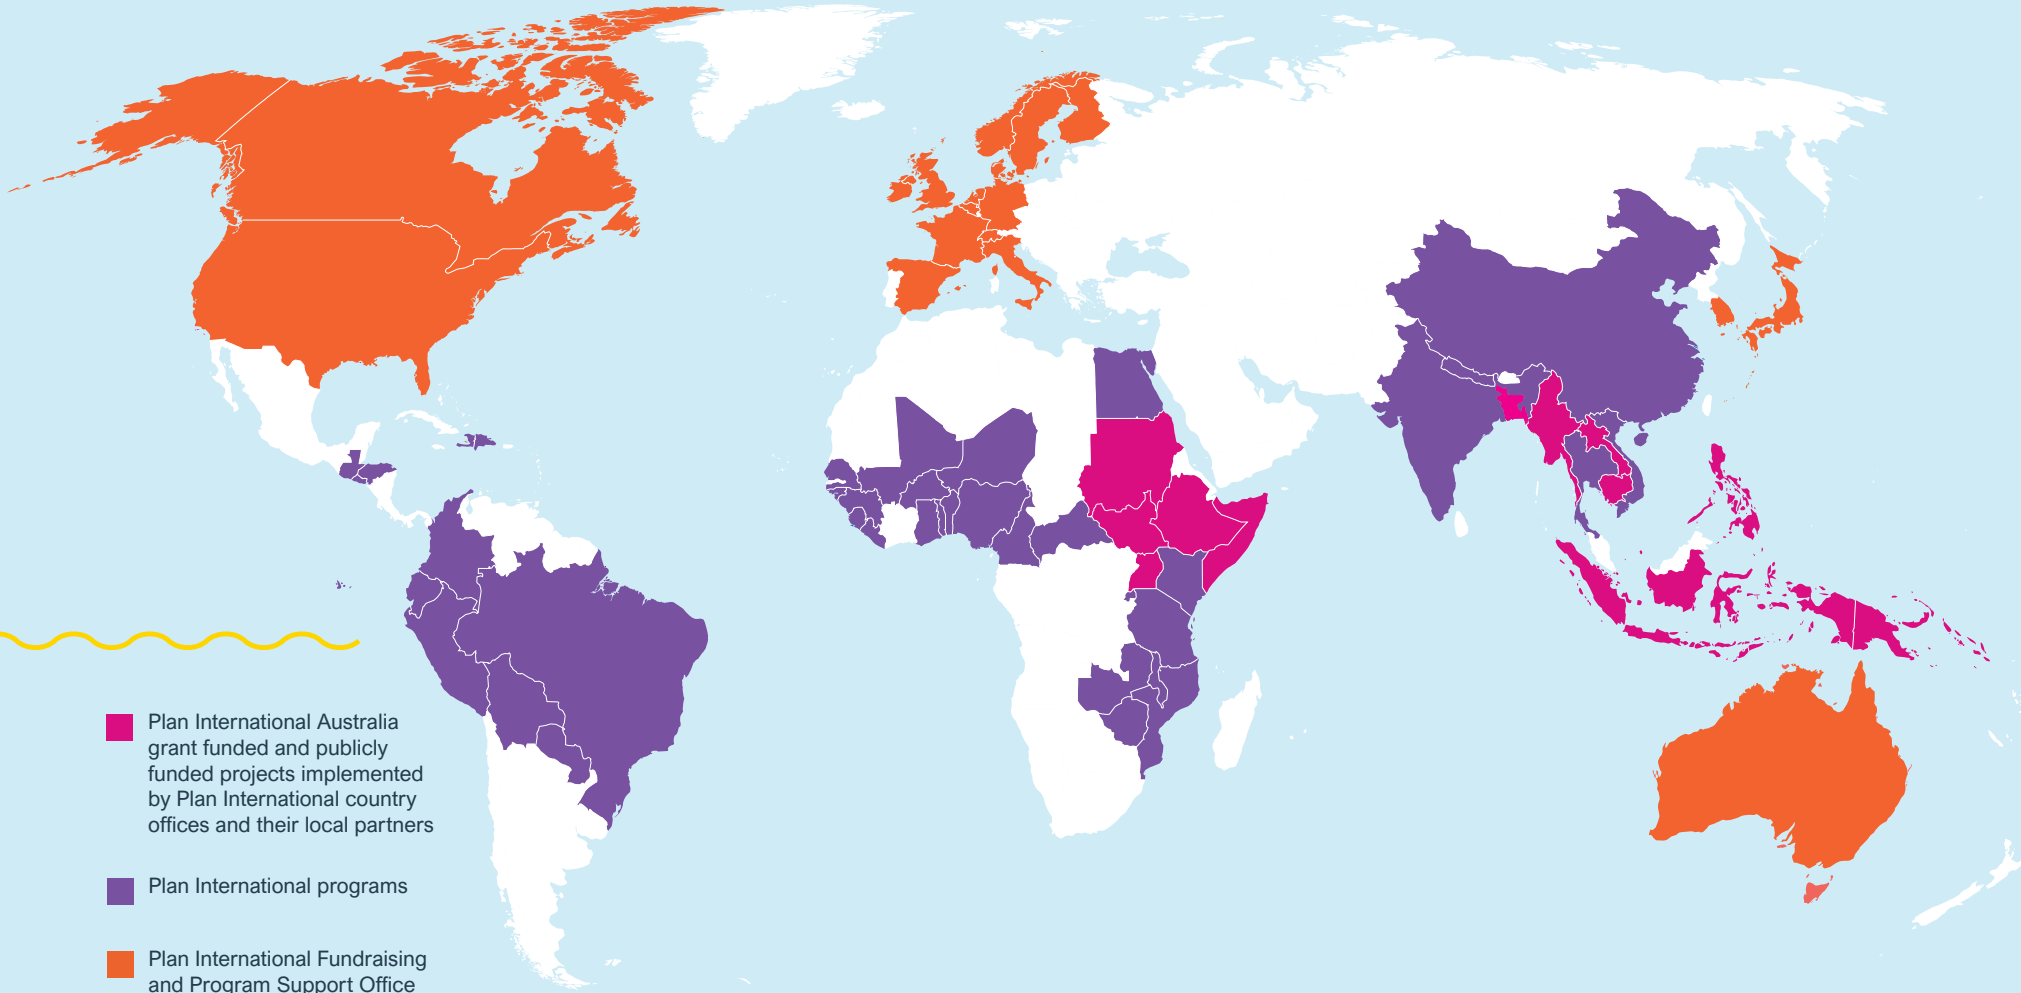 Plan International Australia
grant funded and publicly
funded projects implemented
by Plan International country
offices and their local partners
Plan International programs
Plan International Fundraising
and Program Support Office